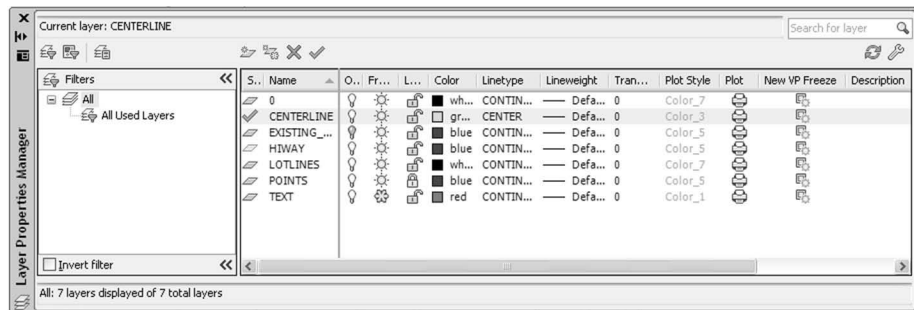 Current layer: CENTERLINE
Search for layer
Filters
S.. Name O.. Fr... L... Color Linetype Lineweight Tran... Plot Style Plot New VP Freeze Description
All
All Used Layers
0 wh... CONTIN... Defa... 0 Color_7
CENTERLINE gr... CENTER Defa... 0 Color_3
EXISTING_... blue CONTIN... Defa... 0 Color_5
HIWAY blue CONTIN... Defa... 0 Color_5
LOTLINES wh... CONTIN... Defa... 0 Color_7
POINTS blue CONTIN... Defa... 0 Color_5
TEXT red CONTIN... Defa... 0 Color_1
Invert filter
All: 7 layers displayed of 7 total layers
Layer Properties Manager